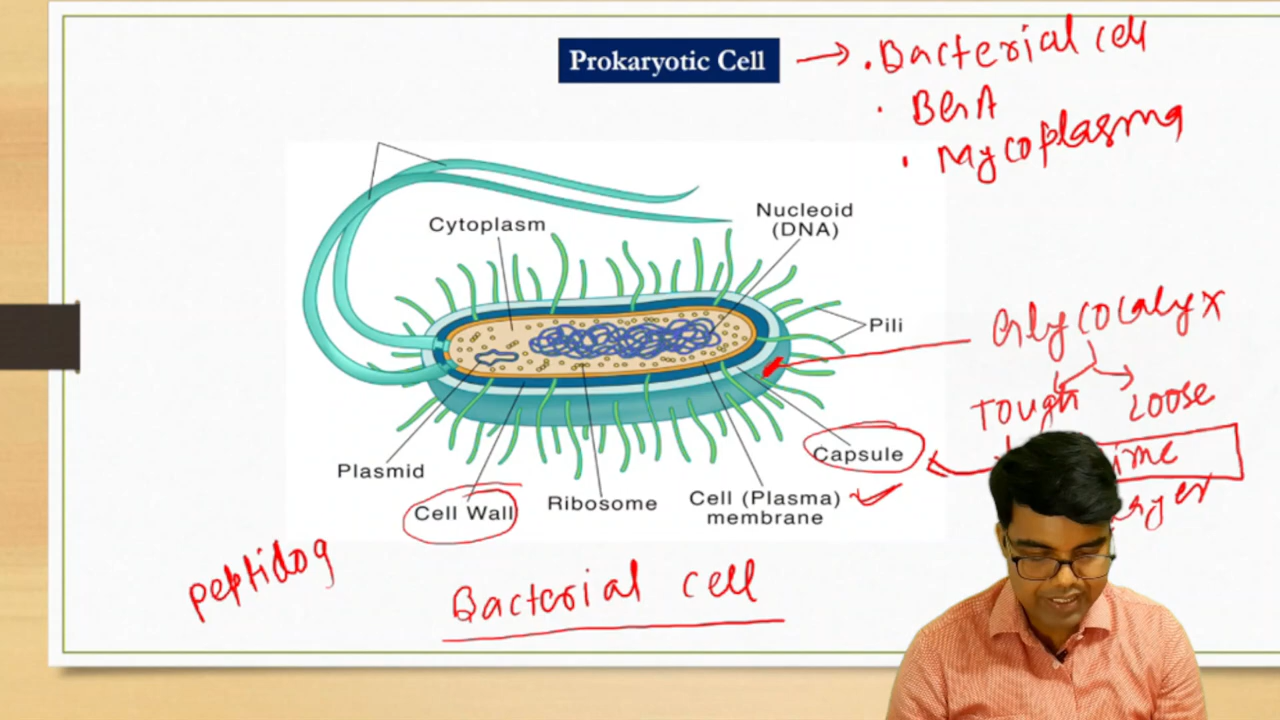 Prokaryotic Cell
. Bacterial cell
. BGA
. Mycoplasma
Cytoplasm
Nucleoid
(DNA)
Pili
Glycocalyx
Tough
Loose
Capsule
Plasmid
Cell Wall
Ribosome
Cell (Plasma)
membrane
peptidog
Bacterial cell